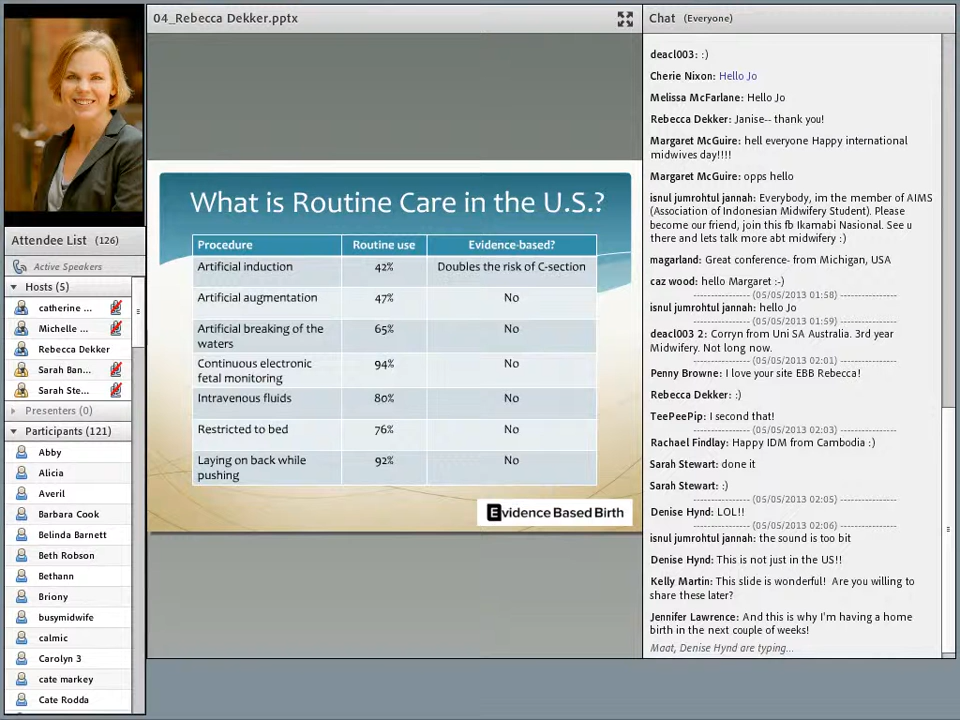 04_Rebecca Dekker.pptx
Attendee List (126)
Active Speakers
Hosts (5)
catherine ...
Michelle ...
Rebecca Dekker
Sarah Ban...
Sarah Ste...
Presenters (0)
Participants (121)
Abby
Alicia
Averil
Barbara Cook
Belinda Barnett
Beth Robson
Bethann
Briony
busymidwife
calmic
Carolyn 3
cate markey
Cate Rodda
What is Routine Care in the U.S.?
Procedure Routine use Evidence-based?
Artificial induction 42% Doubles the risk of C-section
Artificial augmentation 47% No
Artificial breaking of the 65% No
waters
Continuous electronic 94% No
fetal monitoring
Intravenous fluids 80% No
Restricted to bed 76% No
Laying on back while 92% No
pushing
Evidence Based Birth
Chat (Everyone)
deacl003: :)
Cherie Nixon: Hello Jo
Melissa McFarlane: Hello Jo
Rebecca Dekker: Janise-- thank you!
Margaret McGuire: hell everyone Happy international
midwives day!!!!
Margaret McGuire: opps hello
isnul jumrohtul jannah: Everybody, im the member of AIMS
(Association of Indonesian Midwifery Student). Please
become our friend, join this fb Ikamabi Nasional. See u
there and lets talk more abt midwifery :)
magarland: Great conference- from Michigan, USA
caz wood: hello Margaret :-)
---------------- (05/05/2013 01:58) ----------------
isnul jumrohtul jannah: hello Jo
---------------- (05/05/2013 01:59) ----------------
deacl003 2: Corryn from Uni SA Australia. 3rd year
Midwifery. Not long now.
---------------- (05/05/2013 02:01) ----------------
Penny Browne: I love your site EBB Rebecca!
Rebecca Dekker: :)
TeePeePip: I second that!
---------------- (05/05/2013 02:03) ----------------
Rachael Findlay: Happy IDM from Cambodia :)
Sarah Stewart: done it
Sarah Stewart: :)
---------------- (05/05/2013 02:05) ----------------
Denise Hynd: LOL!!
---------------- (05/05/2013 02:06) ----------------
isnul jumrohtul jannah: the sound is too bit
Denise Hynd: This is not just in the US!!
Kelly Martin: This slide is wonderful! Are you willing to
share these later?
Jennifer Lawrence: And this is why I'm having a home
birth in the next couple of weeks!
Maat, Denise Hynd are typing...